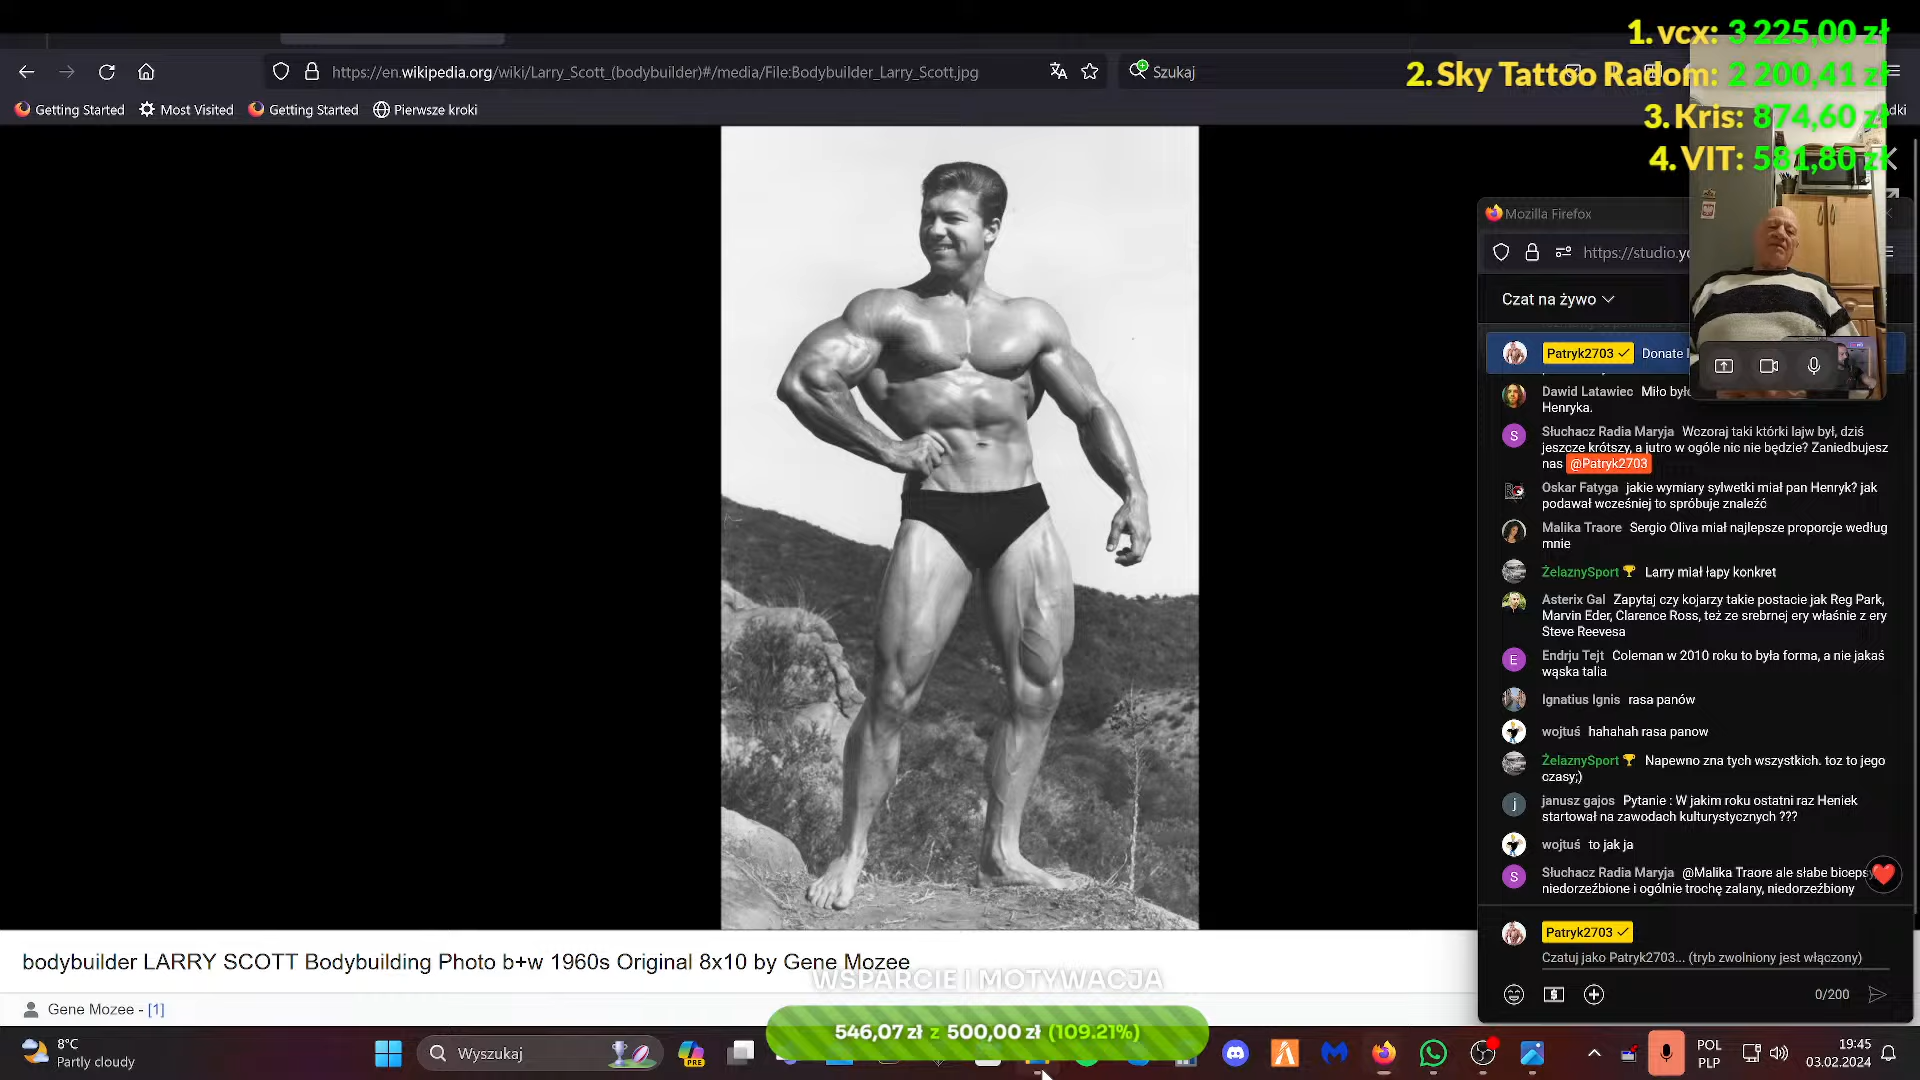 1. vcx: 3 225,00 zł
2. Sky Tattoo Radom: 2 200,41 zł
3. Kris: 874,60 zł
4. VIT: 581,80 zł
https://en.wikipedia.org/wiki/Larry_Scott_(bodybuilder)#/media/File:Bodybuilder_Larry_Scott.jpg
Szukaj
Getting Started
Most Visited
Getting Started
Pierwsze kroki
Mozilla Firefox
Czat na żywo
Patryk2703 Donate
Dawid Latawiec Miło
Henryka.
Słuchacz Radia Maryja Wczoraj taki którki lajw był, dziś
jeszcze krótszy, a jutro w ogóle nic nie będzie? Zaniedbujesz
nas @Patryk2703
Oskar Fatyga jakie wymiary sylwetki miał pan Henryk? jak
podawał wcześniej to spróbuje znaleźć
Malika Traore Sergio Oliva miał najlepsze proporcje według
mnie
ŻelaznySport Larry miał łapy konkret
Asterix Gal Zapytaj czy kojarzy takie postacie jak Reg Park,
Marvin Eder, Clarence Ross, też ze srebrnej ery właśnie z ery
Steve Reevesa
Endrju Tejt Coleman w 2010 roku to była forma, a nie jakaś
wąska talia
Ignatius Ignis rasa panów
wojtuś hahahah rasa panow
ŻelaznySport Napewno zna tych wszystkich. toz to jego
czasy;)
janusz gajos Pytanie : W jakim roku ostatni raz Heniek
startował na zawodach kulturystycznych ???
wojtuś to jak ja
Słuchacz Radia Maryja @Malika Traore ale słabe bicepsy
niedorzeźbione i ogólnie trochę zalany, niedorzeźbiony
Patryk2703
Czatuj jako Patryk2703... (tryb zwolniony jest włączony)
0/200
bodybuilder LARRY SCOTT Bodybuilding Photo b+w 1960s Original 8x10 by Gene Mozee
Gene Mozee - [1]
WSPARCIE I MOTYWACJA
546,07 zł z 500,00 zł (109.21%)
8°C
Partly cloudy
Wyszukaj
PRE
POL
PLP
19:45
03.02.2024